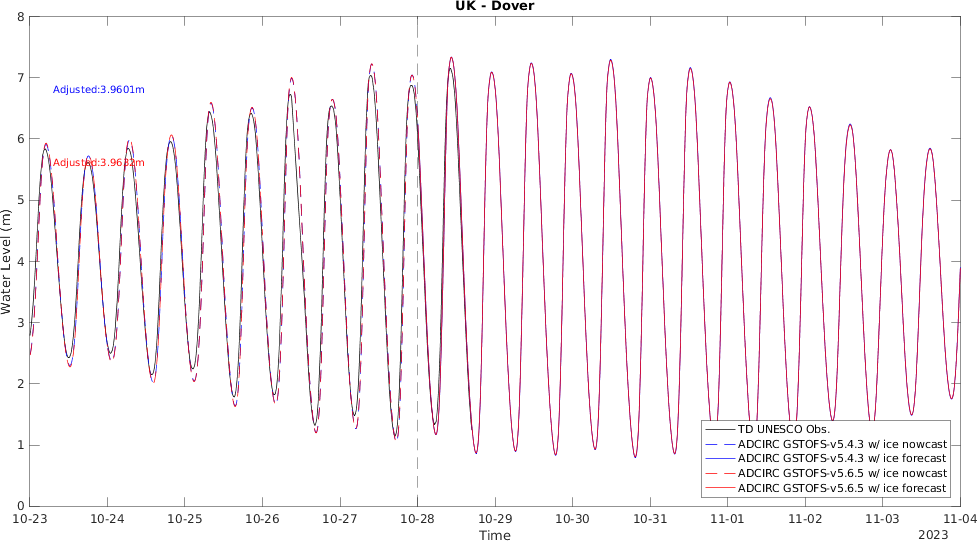 UK - Dover
8
7
6
5
4
3
2
1
0
Water Level (m)
Adjusted:3.9601m
Adjusted:3.9632m
TD UNESCO Obs.
ADCIRC GSTOFS-v5.4.3 w/ ice nowcast
ADCIRC GSTOFS-v5.4.3 w/ ice forecast
ADCIRC GSTOFS-v5.6.5 w/ ice nowcast
ADCIRC GSTOFS-v5.6.5 w/ ice forecast
10-23 10-24 10-25 10-26 10-27 10-28 10-29 10-30 10-31 11-01 11-02 11-03 11-04
Time
2023